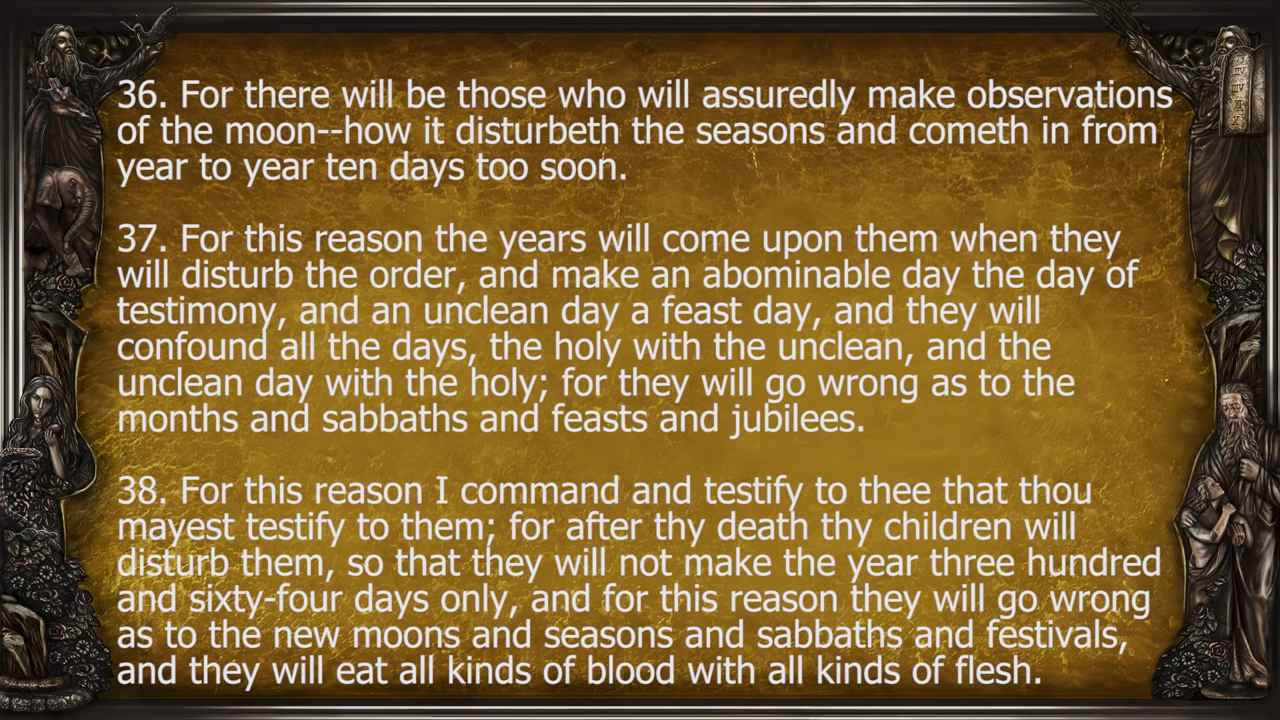 36. For there will be those who will assuredly make observations
of the moon--how it disturbeth the seasons and cometh in from
year to year ten days too soon.
37. For this reason the years will come upon them when they
will disturb the order, and make an abominable day the day of
testimony, and an unclean day a feast day, and they will
confound all the days, the holy with the unclean, and the
unclean day with the holy; for they will go wrong as to the
months and sabbaths and feasts and jubilees.
38. For this reason I command and testify to thee that thou
mayest testify to them; for after thy death thy children will
disturb them, so that they will not make the year three hundred
and sixty-four days only, and for this reason they will go wrong
as to the new moons and seasons and sabbaths and festivals,
and they will eat all kinds of blood with all kinds of flesh.